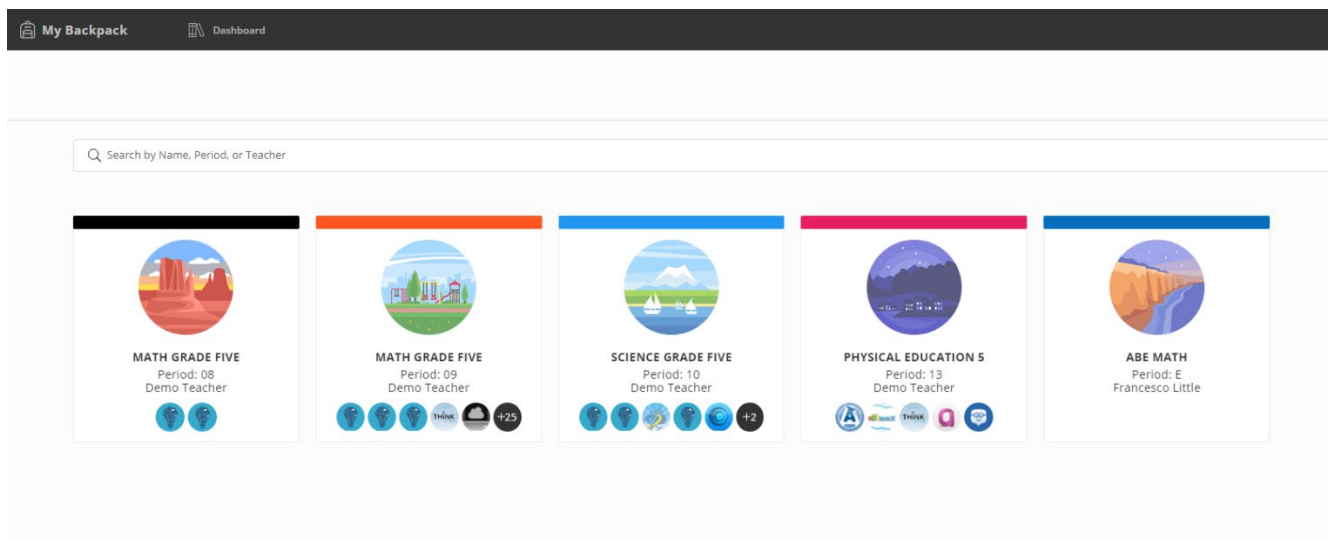 My Backpack
Dashboard
Search by Name, Period, or Teacher
MATH GRADE FIVE
Period: 08
Demo Teacher
MATH GRADE FIVE
Period: 09
Demo Teacher
THiNK
+25
SCIENCE GRADE FIVE
Period: 10
Demo Teacher
+2
PHYSICAL EDUCATION 5
Period: 13
Demo Teacher
A
THiNK
a
ABE MATH
Period: E
Francesco Little